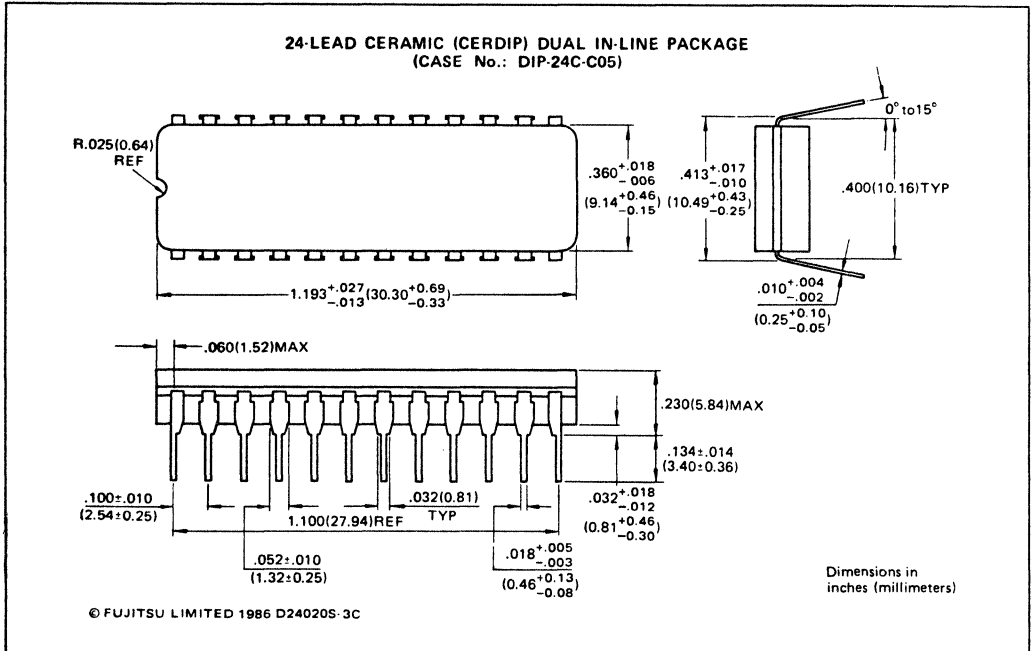 24-LEAD CERAMIC (CERDIP) DUAL IN-LINE PACKAGE
(CASE No.: DIP-24C-C05)
R.025(0.64)
REF
.360 +.018 -.006
(9.14 +0.46 -0.15)
.413 +.017 -.010
(10.49 +0.43 -0.25)
0° to15°
.400(10.16)TYP
1.193 +.027 -.013 (30.30 +0.69 -0.33)
.010 +.004 -.002
(0.25 +0.10 -0.05)
.060(1.52)MAX
.230(5.84)MAX
.134±.014
(3.40±0.36)
.100±.010
(2.54±0.25)
.032(0.81)
TYP
1.100(27.94)REF
.032 +.018 -.012
(0.81 +0.46 -0.30)
.052±.010
(1.32±0.25)
.018 +.005 -.003
(0.46 +0.13 -0.08)
Dimensions in
inches (millimeters)
© FUJITSU LIMITED 1986 D24020S-3C